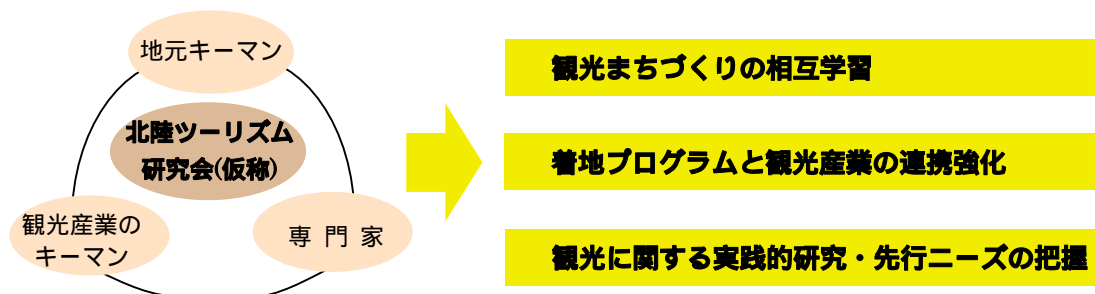 地元キーマン
北陸ツーリズム
研究会(仮称)
観光産業の
キーマン
専 門 家
観光まちづくりの相互学習
着地プログラムと観光産業の連携強化
観光に関する実践的研究・先行ニーズの把握